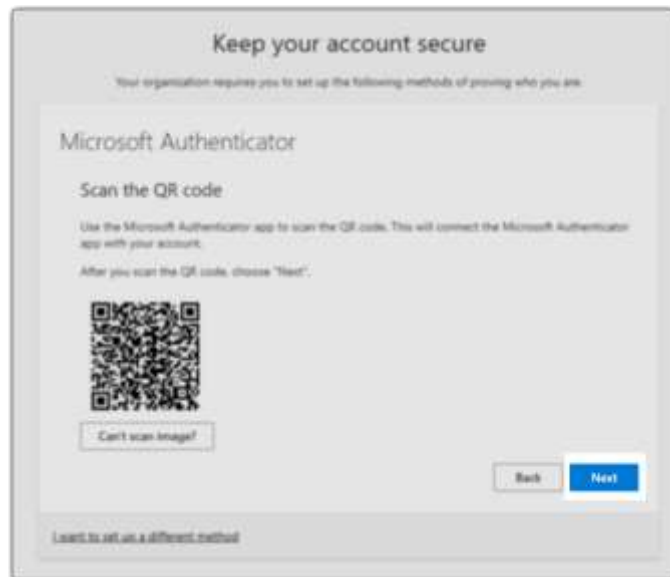 Keep your account secure
Your organization requires you to set up the following methods of proving who you are.
Microsoft Authenticator
Scan the QR code
Use the Microsoft Authenticator app to scan the QR code. This will connect the Microsoft Authenticator
app with your account.
After you scan the QR code, choose "Next".
Can't scan image?
Back
Next
I want to set up a different method